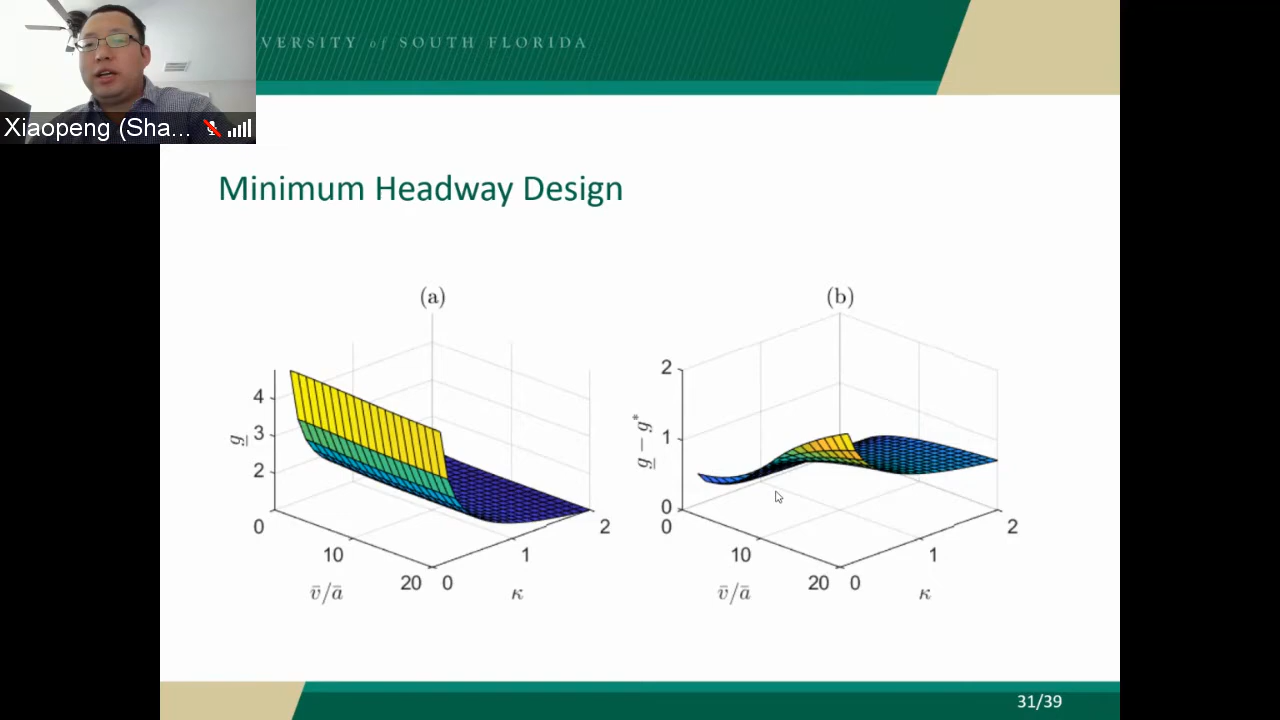 VERSITY of SOUTH FLORIDA
Xiaopeng (Sha...
Minimum Headway Design
(a)
4
3
2
g
0
10
20
v̄/ā
0
1
2
κ
(b)
2
1
0
g − g*
0
10
20
v̄/ā
0
1
2
κ
31/39